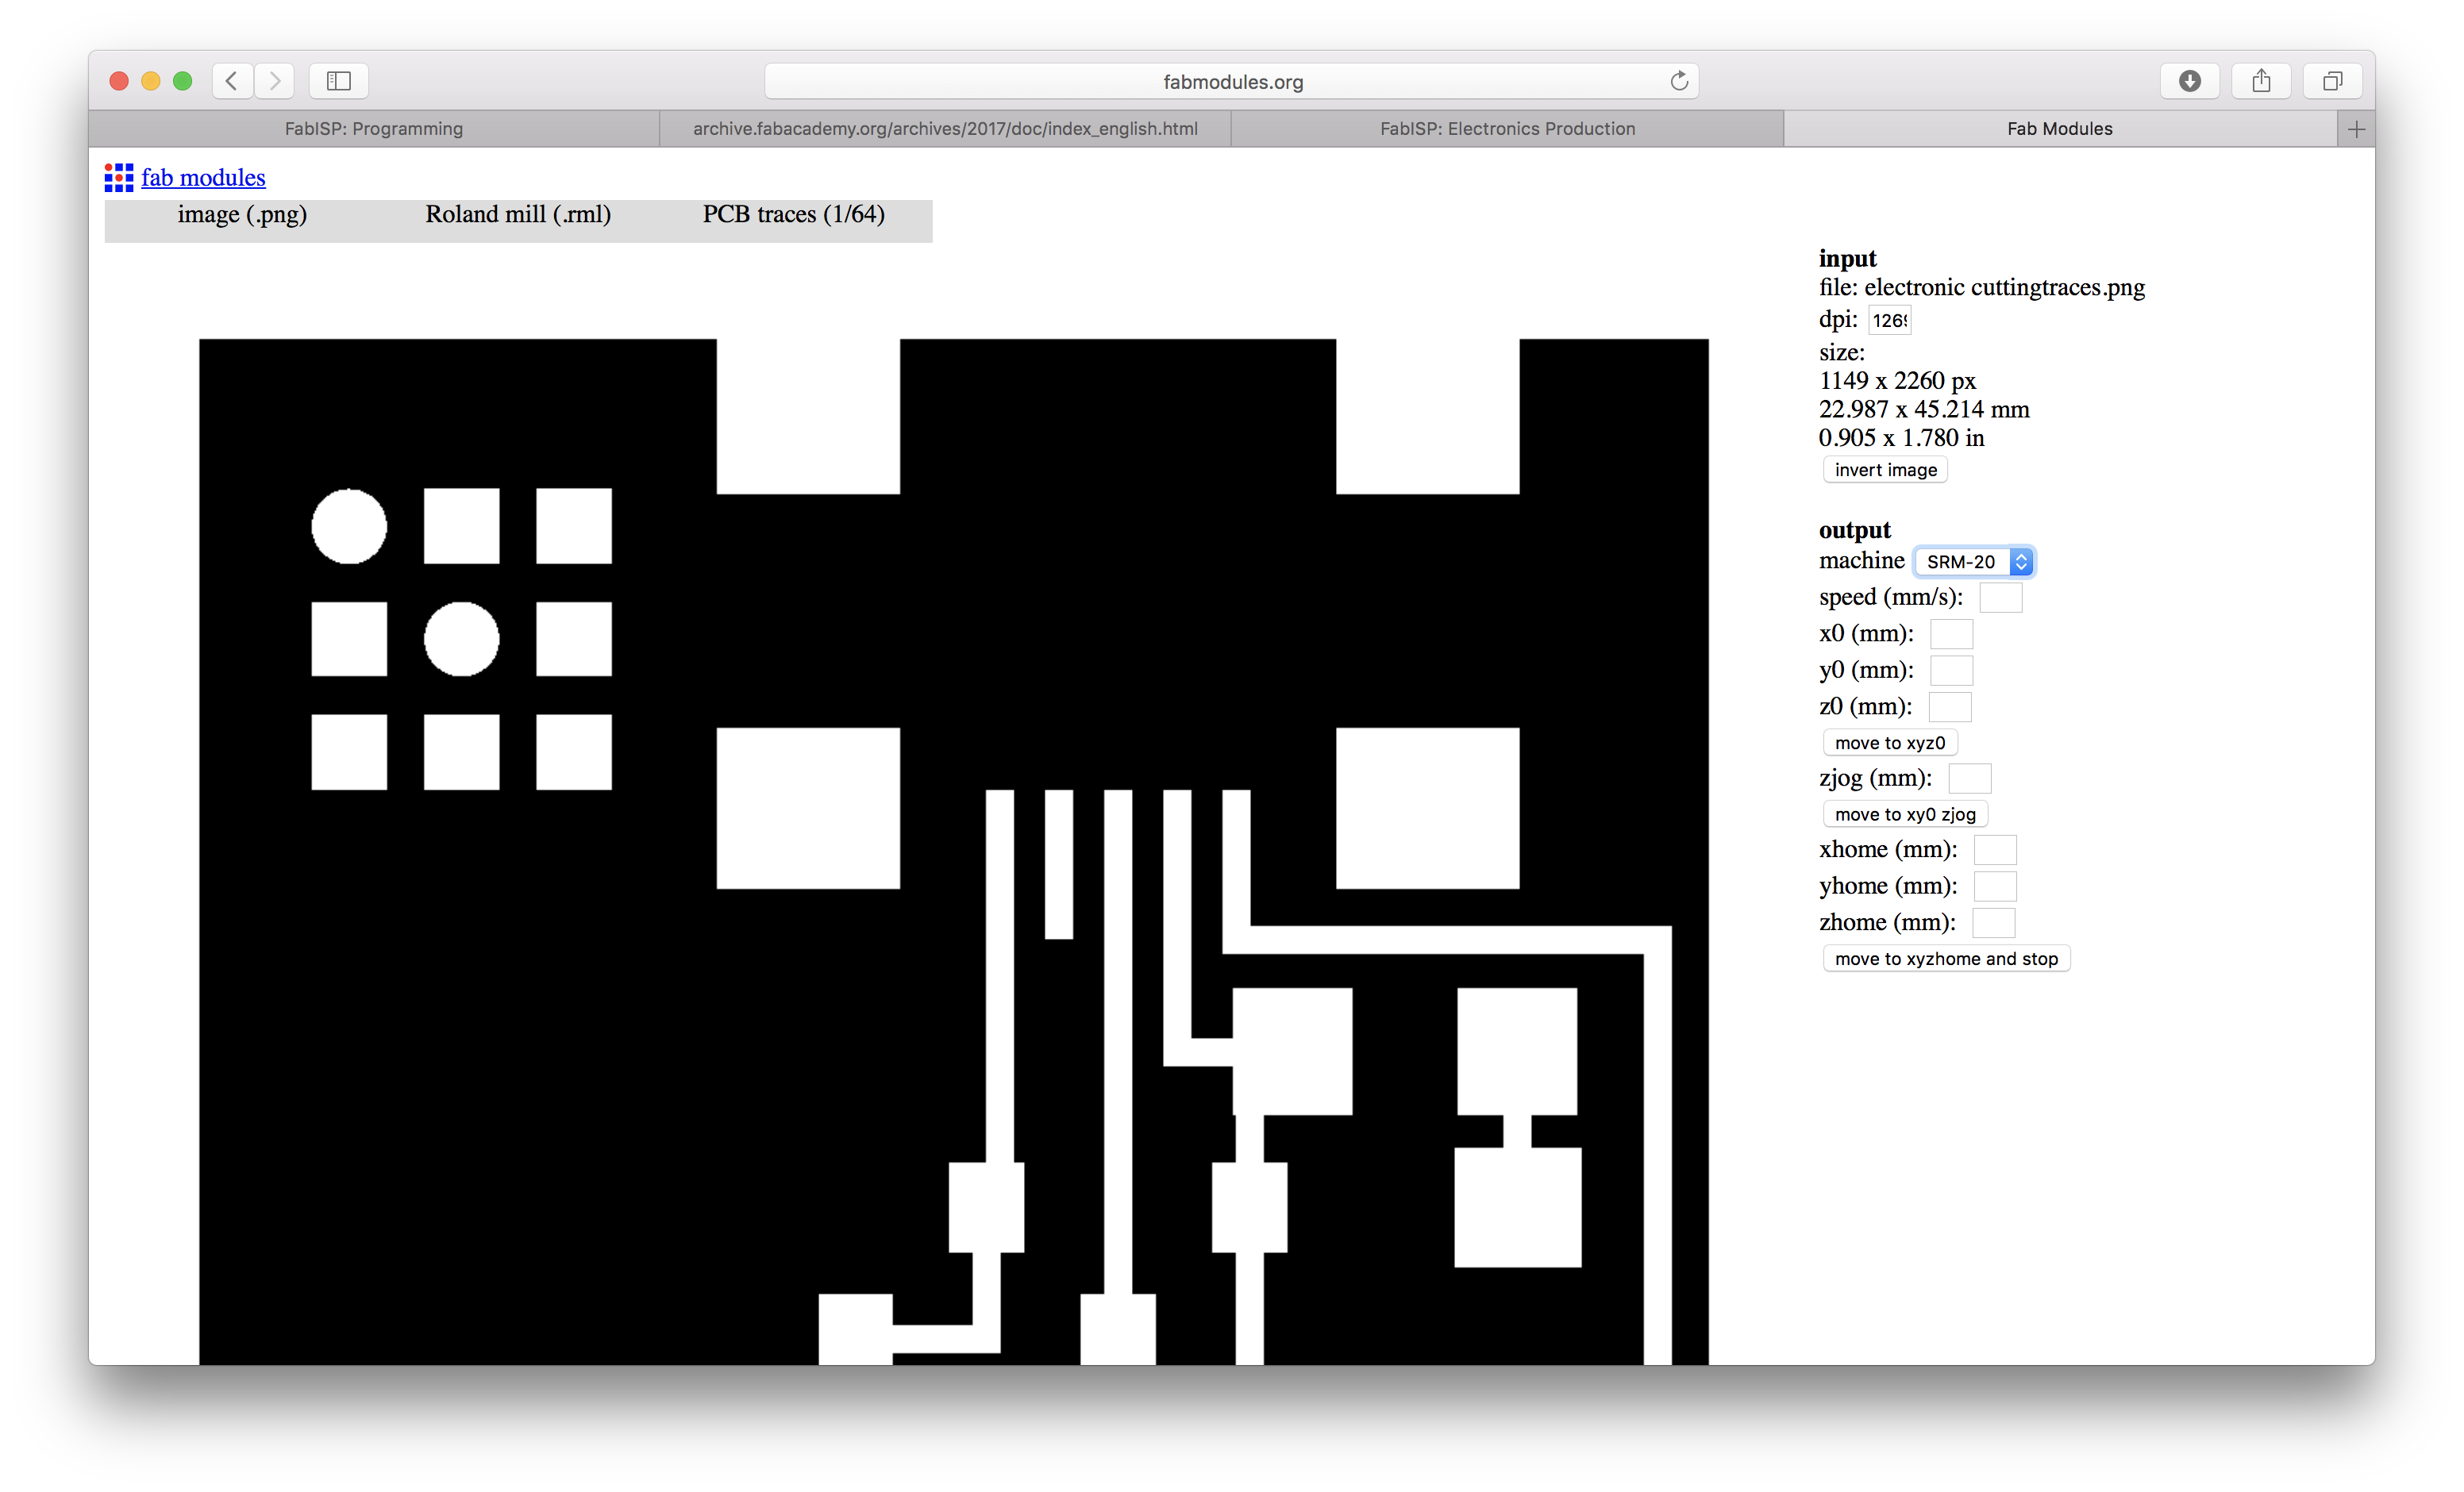 fabmodules.org
FabISP: Programming
archive.fabacademy.org/archives/2017/doc/index_english.html
FabISP: Electronics Production
Fab Modules
fab modules
image (.png)
Roland mill (.rml)
PCB traces (1/64)
input
file: electronic cuttingtraces.png
dpi: 1269
size:
1149 x 2260 px
22.987 x 45.214 mm
0.905 x 1.780 in
invert image
output
machine SRM-20
speed (mm/s):
x0 (mm):
y0 (mm):
z0 (mm):
move to xyz0
zjog (mm):
move to xy0 zjog
xhome (mm):
yhome (mm):
zhome (mm):
move to xyzhome and stop